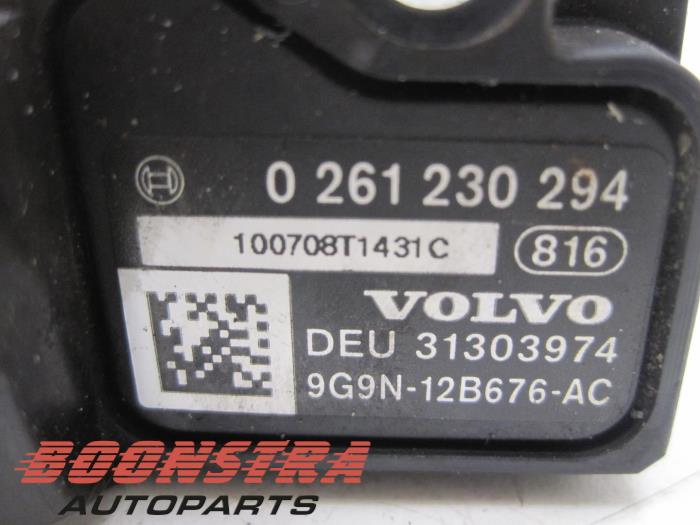 0 261 230 294
100708T1431C
816
VOLVO
DEU 31303974
9G9N-12B676-AC
BOONSTRA
AUTOPARTS